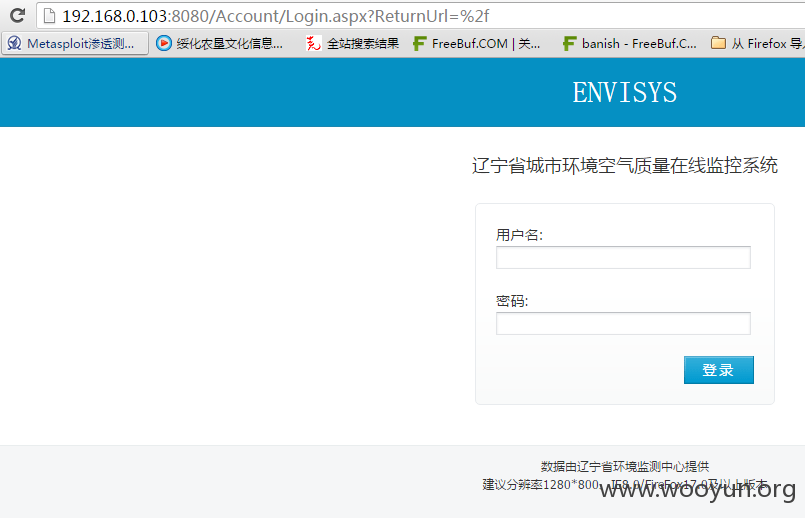 192.168.0.103:8080/Account/Login.aspx?ReturnUrl=%2f
Metasploit渗透测... 绥化农垦文化信息... 全站搜索结果 FreeBuf.COM | 关... banish - FreeBuf.C... 从 Firefox 导
ENVISYS
辽宁省城市环境空气质量在线监控系统
用户名:
密码:
登录
数据由辽宁省环境监测中心提供
建议分辨率1280*800, IE8.0/FireFox17.0及以上版本
www.wooyun.org